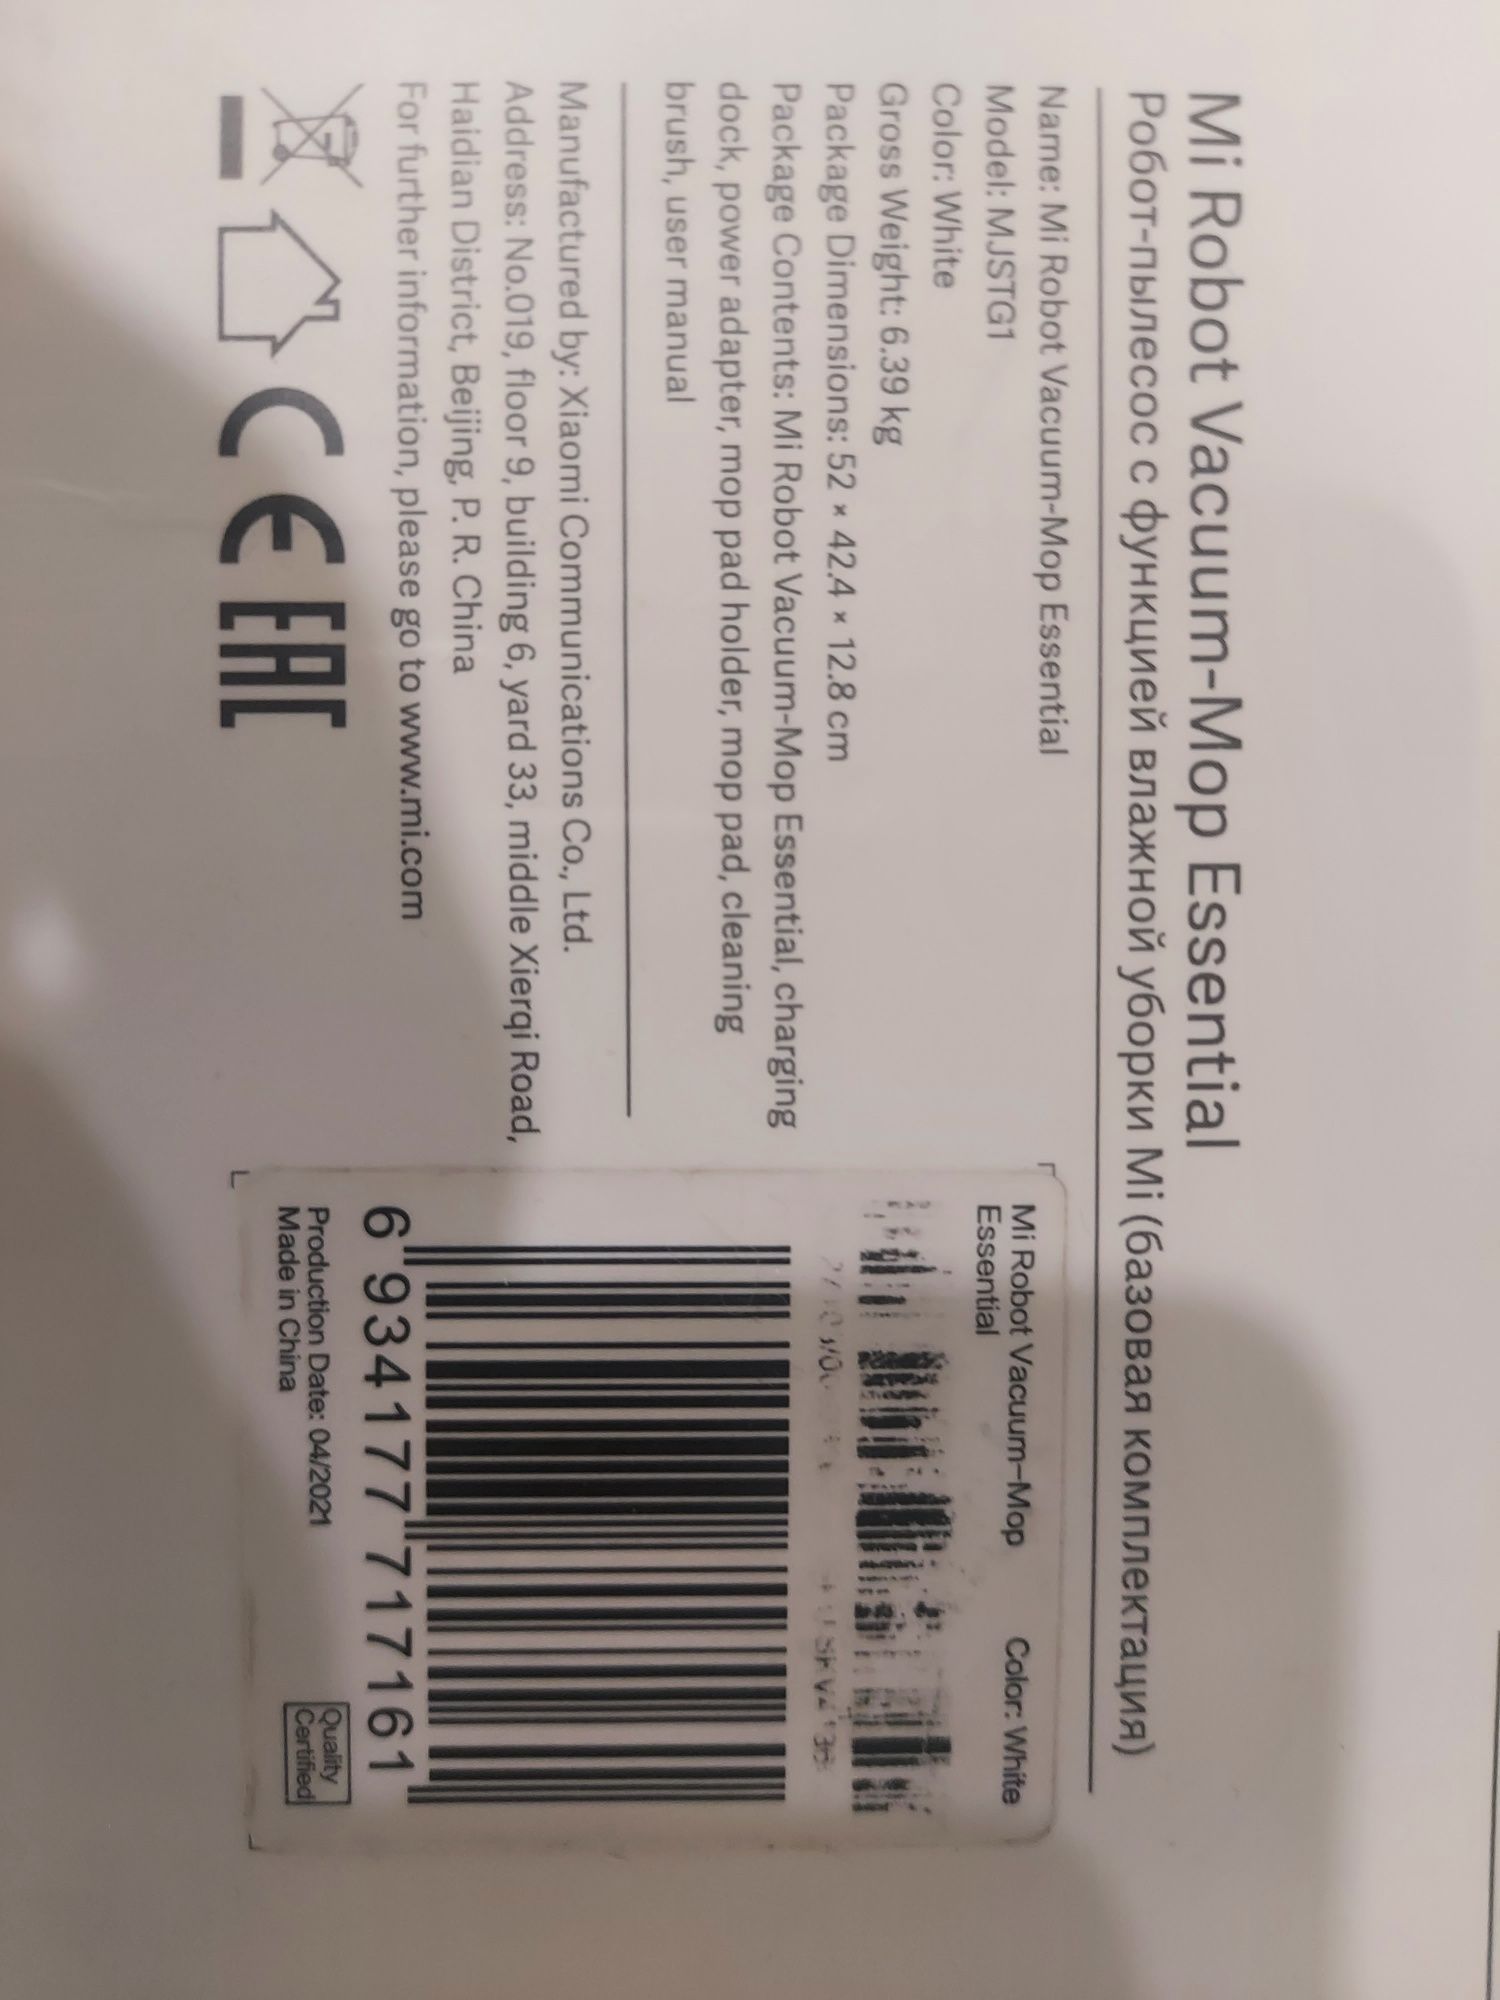 Mi Robot Vacuum-Mop Essential
Робот-пылесос с функцией влажной уборки Mi (базовая комплектация)
Name: Mi Robot Vacuum-Mop Essential
Model: MJSTG1
Color: White
Gross Weight: 6.39 kg
Package Dimensions: 52 × 42.4 × 12.8 cm
Package Contents: Mi Robot Vacuum-Mop Essential, charging
dock, power adapter, mop pad holder, mop pad, cleaning
brush, user manual
Manufactured by: Xiaomi Communications Co., Ltd.
Address: No.019, floor 9, building 6, yard 33, middle Xierqi Road,
Haidian District, Beijing, P. R. China
For further information, please go to www.mi.com
CE EAC
Mi Robot Vacuum-Mop Color: White
Essential
6 934177 717161
Production Date: 04/2021
Made in China
Quality
Certified